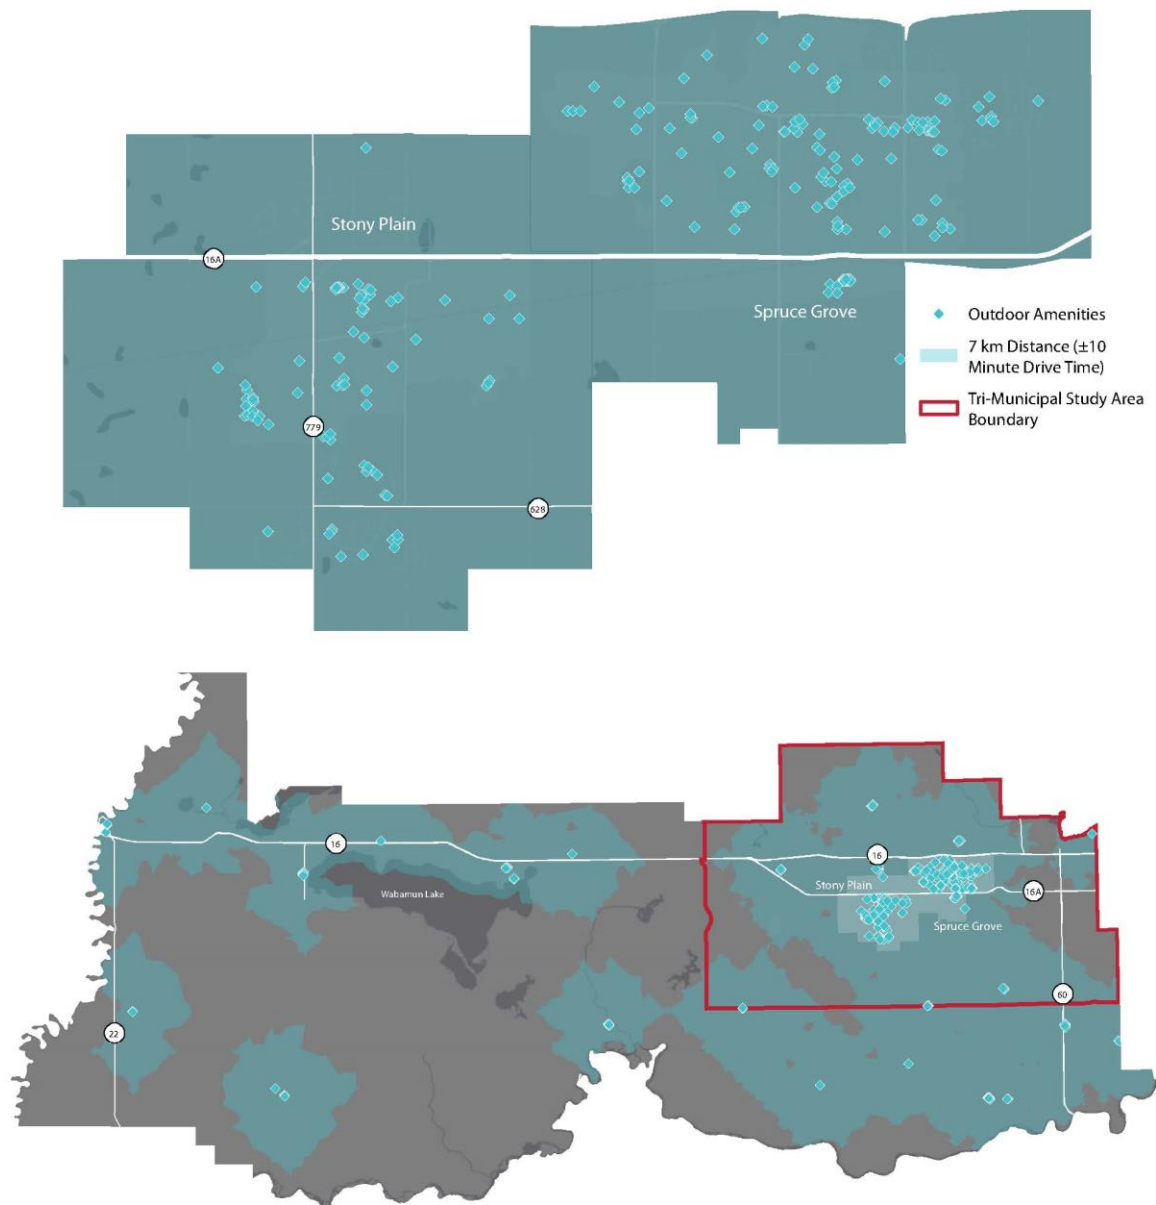 Stony Plain
16A
Spruce Grove
Outdoor Amenities
7 km Distance (±10
Minute Drive Time)
Tri-Municipal Study Area
Boundary
779
628
16
16
Stony Plain
Wabamun Lake
16A
Spruce Grove
60
22